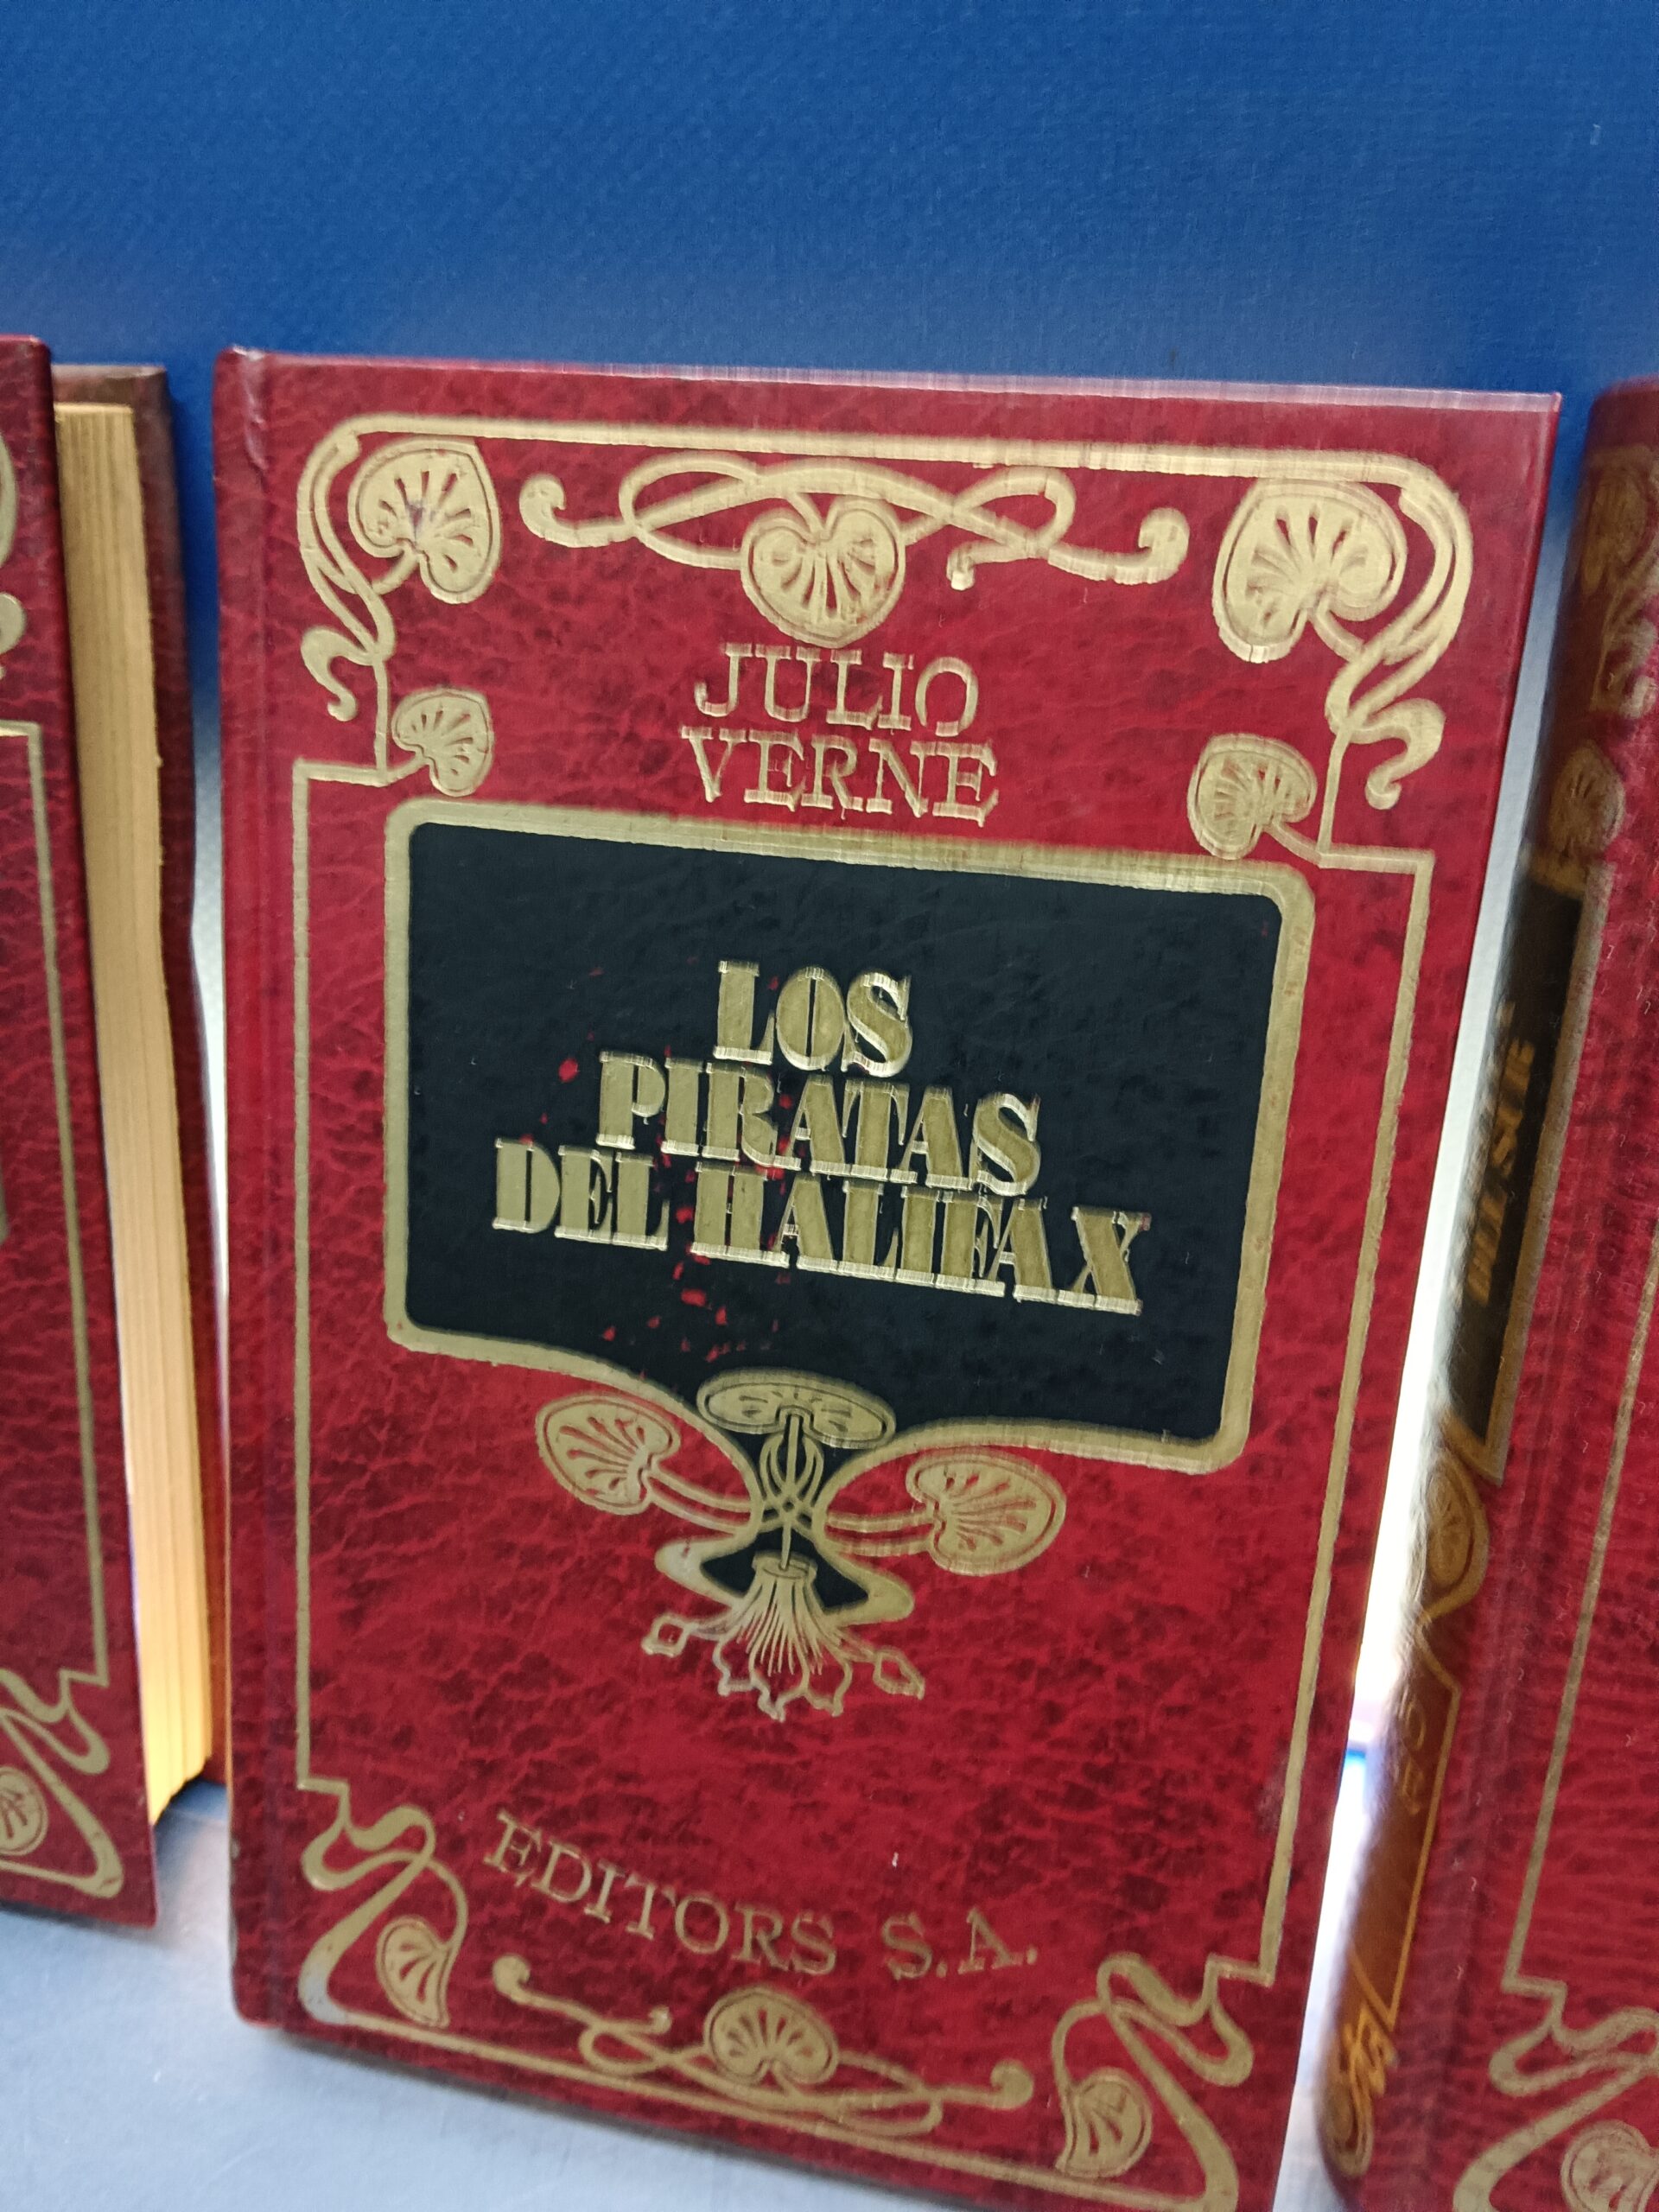 JULIO
VERNE
LOS
PIRATAS
DEL HALIFAX
EDITORS S.A.